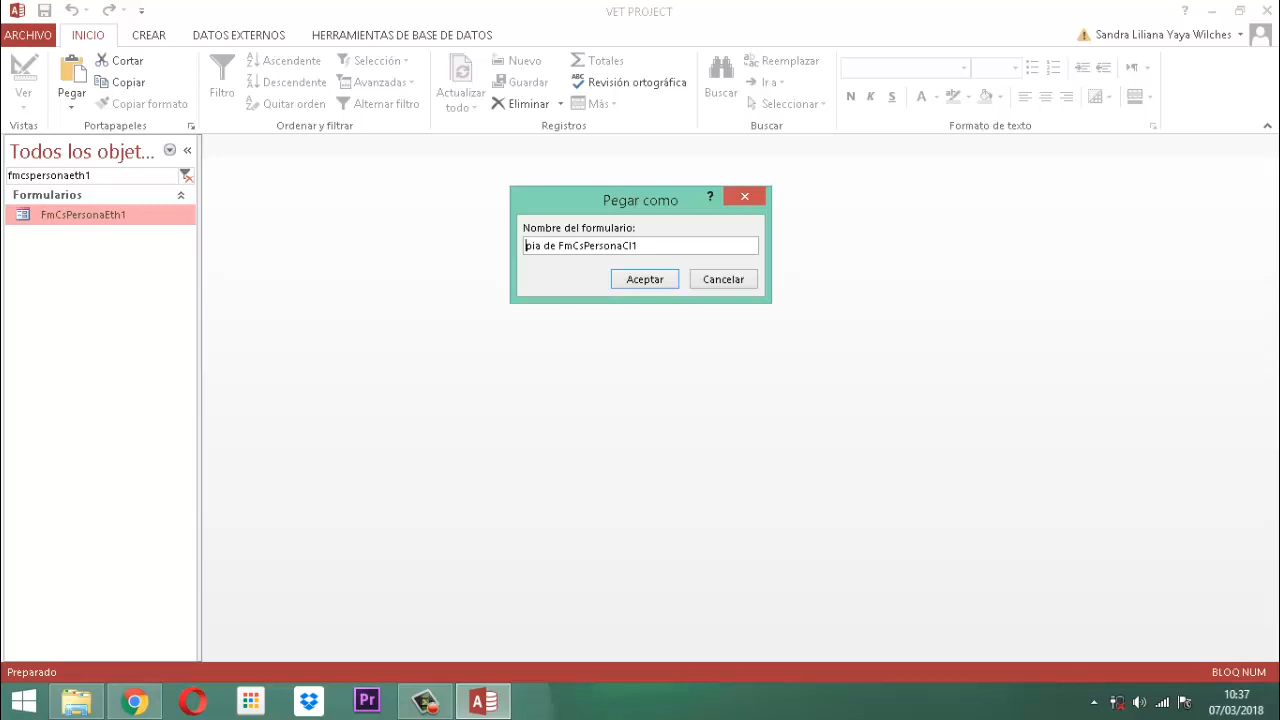 VET PROJECT
ARCHIVO INICIO CREAR DATOS EXTERNOS HERRAMIENTAS DE BASE DE DATOS
Sandra Liliana Yaya Wilches
Ver
Vistas
Pegar
Cortar
Copiar
Copiar formato
Portapapeles
Filtro
Ascendente
Descendente
Quitar orden
Selección
Avanzadas
Alternar filtro
Ordenar y filtrar
Actualizar todo
Nuevo
Guardar
Eliminar
Totales
Revisión ortográfica
Más
Registros
Buscar
Reemplazar
Ir a
Seleccionar
Buscar
N K S A
Formato de texto
Todos los objet...
fmcspersonaeth1
Formularios
FmCsPersonaEth1
Pegar como
Nombre del formulario:
pia de FmCsPersonaCl1
Aceptar Cancelar
Preparado
BLOQ NUM
Pr
10:37
07/03/2018